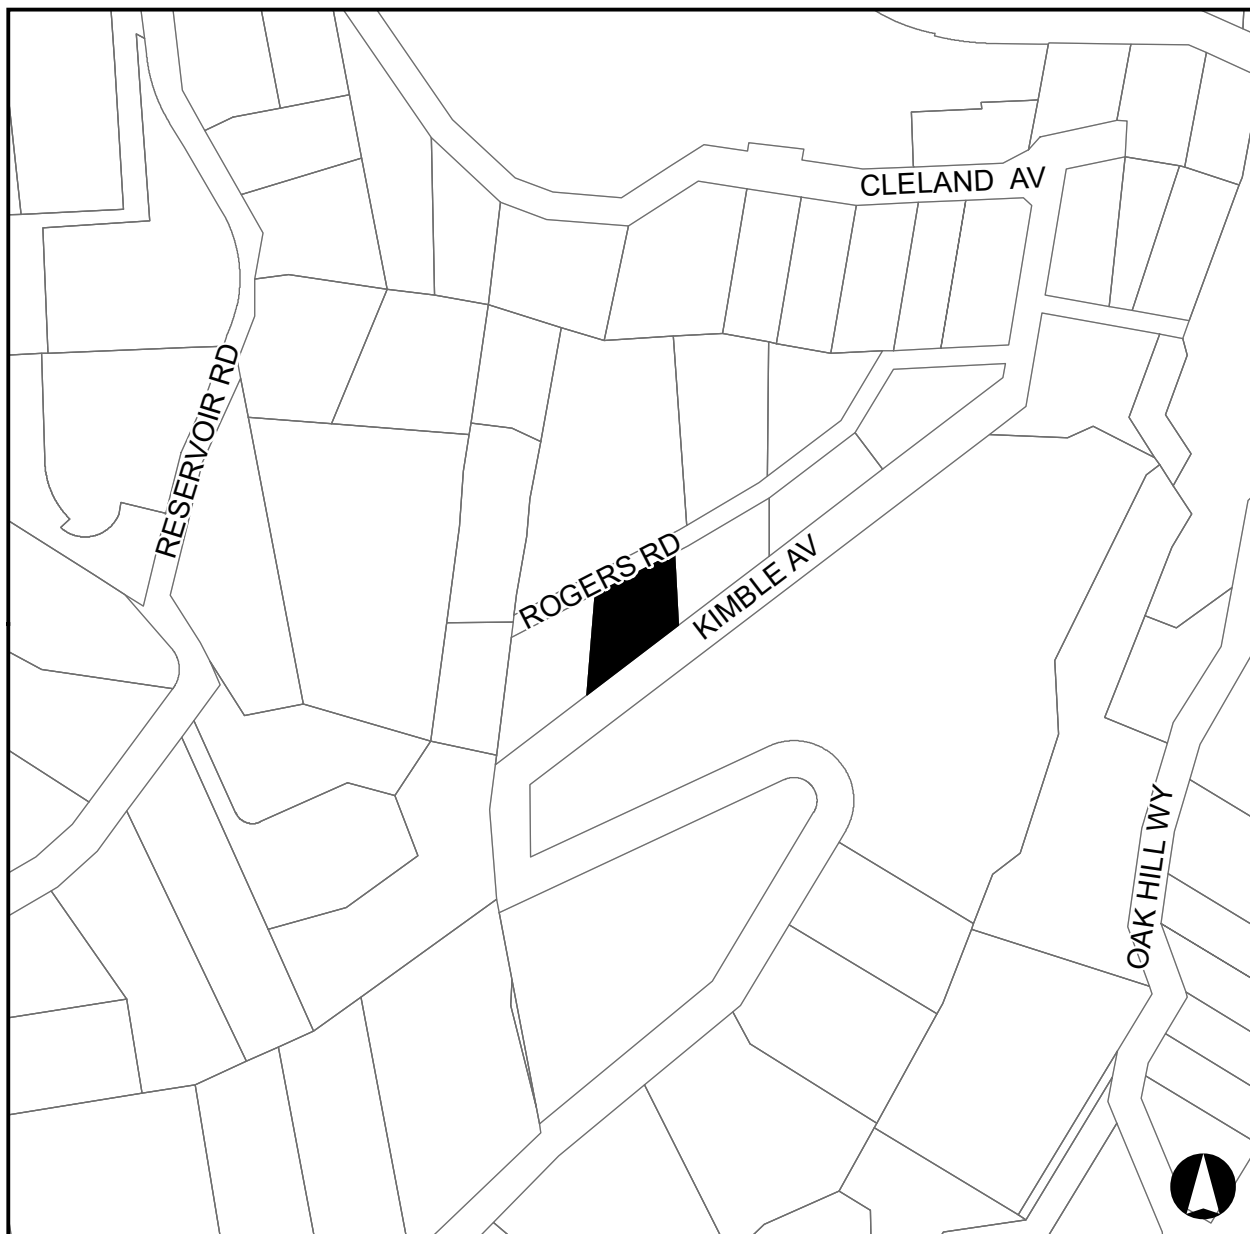 CLELAND AV
RESERVOIR RD
ROGERS RD
KIMBLE AV
OAK HILL WY